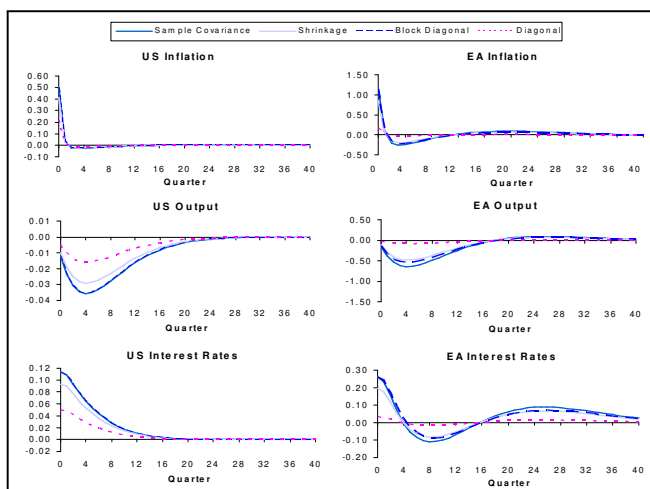 Sample Covariance Shrinkage Block Diagonal Diagonal
US Inflation
0.60
0.50
0.40
0.30
0.20
0.10
0.00
-0.10
0 4 8 12 16 20 24 28 32 36 40
Quarter
EA Inflation
1.50
1.00
0.50
0.00
-0.50
0 4 8 12 16 20 24 28 32 36 40
Quarter
US Output
0.01
0.00
-0.01
-0.02
-0.03
-0.04
0 4 8 12 16 20 24 28 32 36 40
Quarter
EA Output
0.50
0.00
-0.50
-1.00
-1.50
0 4 8 12 16 20 24 28 32 36 40
Quarter
US Interest Rates
0.12
0.10
0.08
0.06
0.04
0.02
0.00
-0.02
0 4 8 12 16 20 24 28 32 36 40
Quarter
EA Interest Rates
0.30
0.20
0.10
0.00
-0.10
-0.20
0 4 8 12 16 20 24 28 32 36 40
Quarter